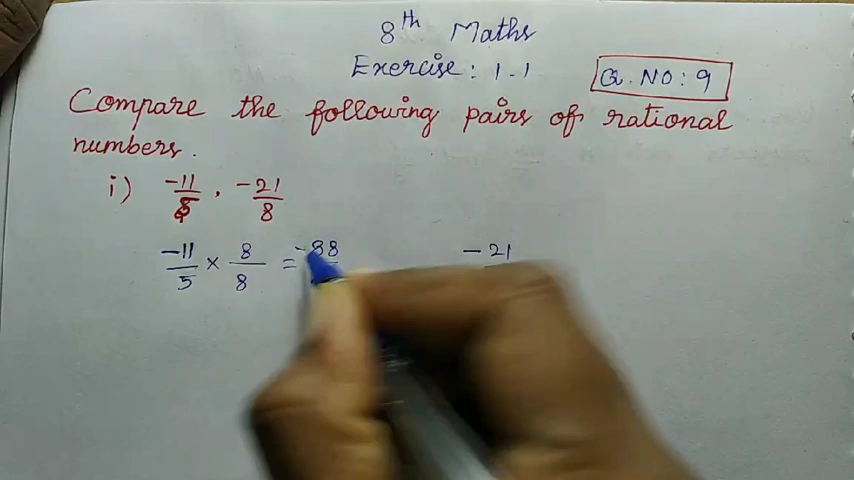 8th Maths
Exercise : 1.1
Q. NO : 9
Compare the following pairs of rational
numbers.
i) -11/5 , -21/8
-11/5 × 8/8 = -88
-21